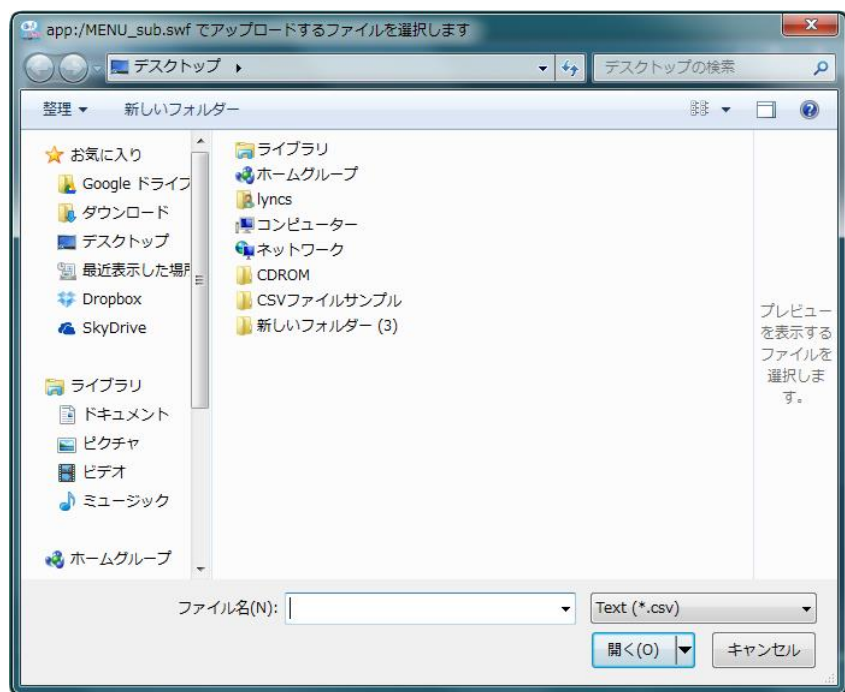 app:/MENU_sub.swf でアップロードするファイルを選択します
デスクトップ
デスクトップの検索
整理
新しいフォルダー
お気に入り
Google ドライブ
ダウンロード
デスクトップ
最近表示した場所
Dropbox
SkyDrive
ライブラリ
ドキュメント
ピクチャ
ビデオ
ミュージック
ホームグループ
ライブラリ
ホームグループ
lyncs
コンピューター
ネットワーク
CDROM
CSVファイルサンプル
新しいフォルダー (3)
プレビュー
を表示する
ファイルを
選択しま
す。
ファイル名(N):
Text (*.csv)
開く(O)
キャンセル